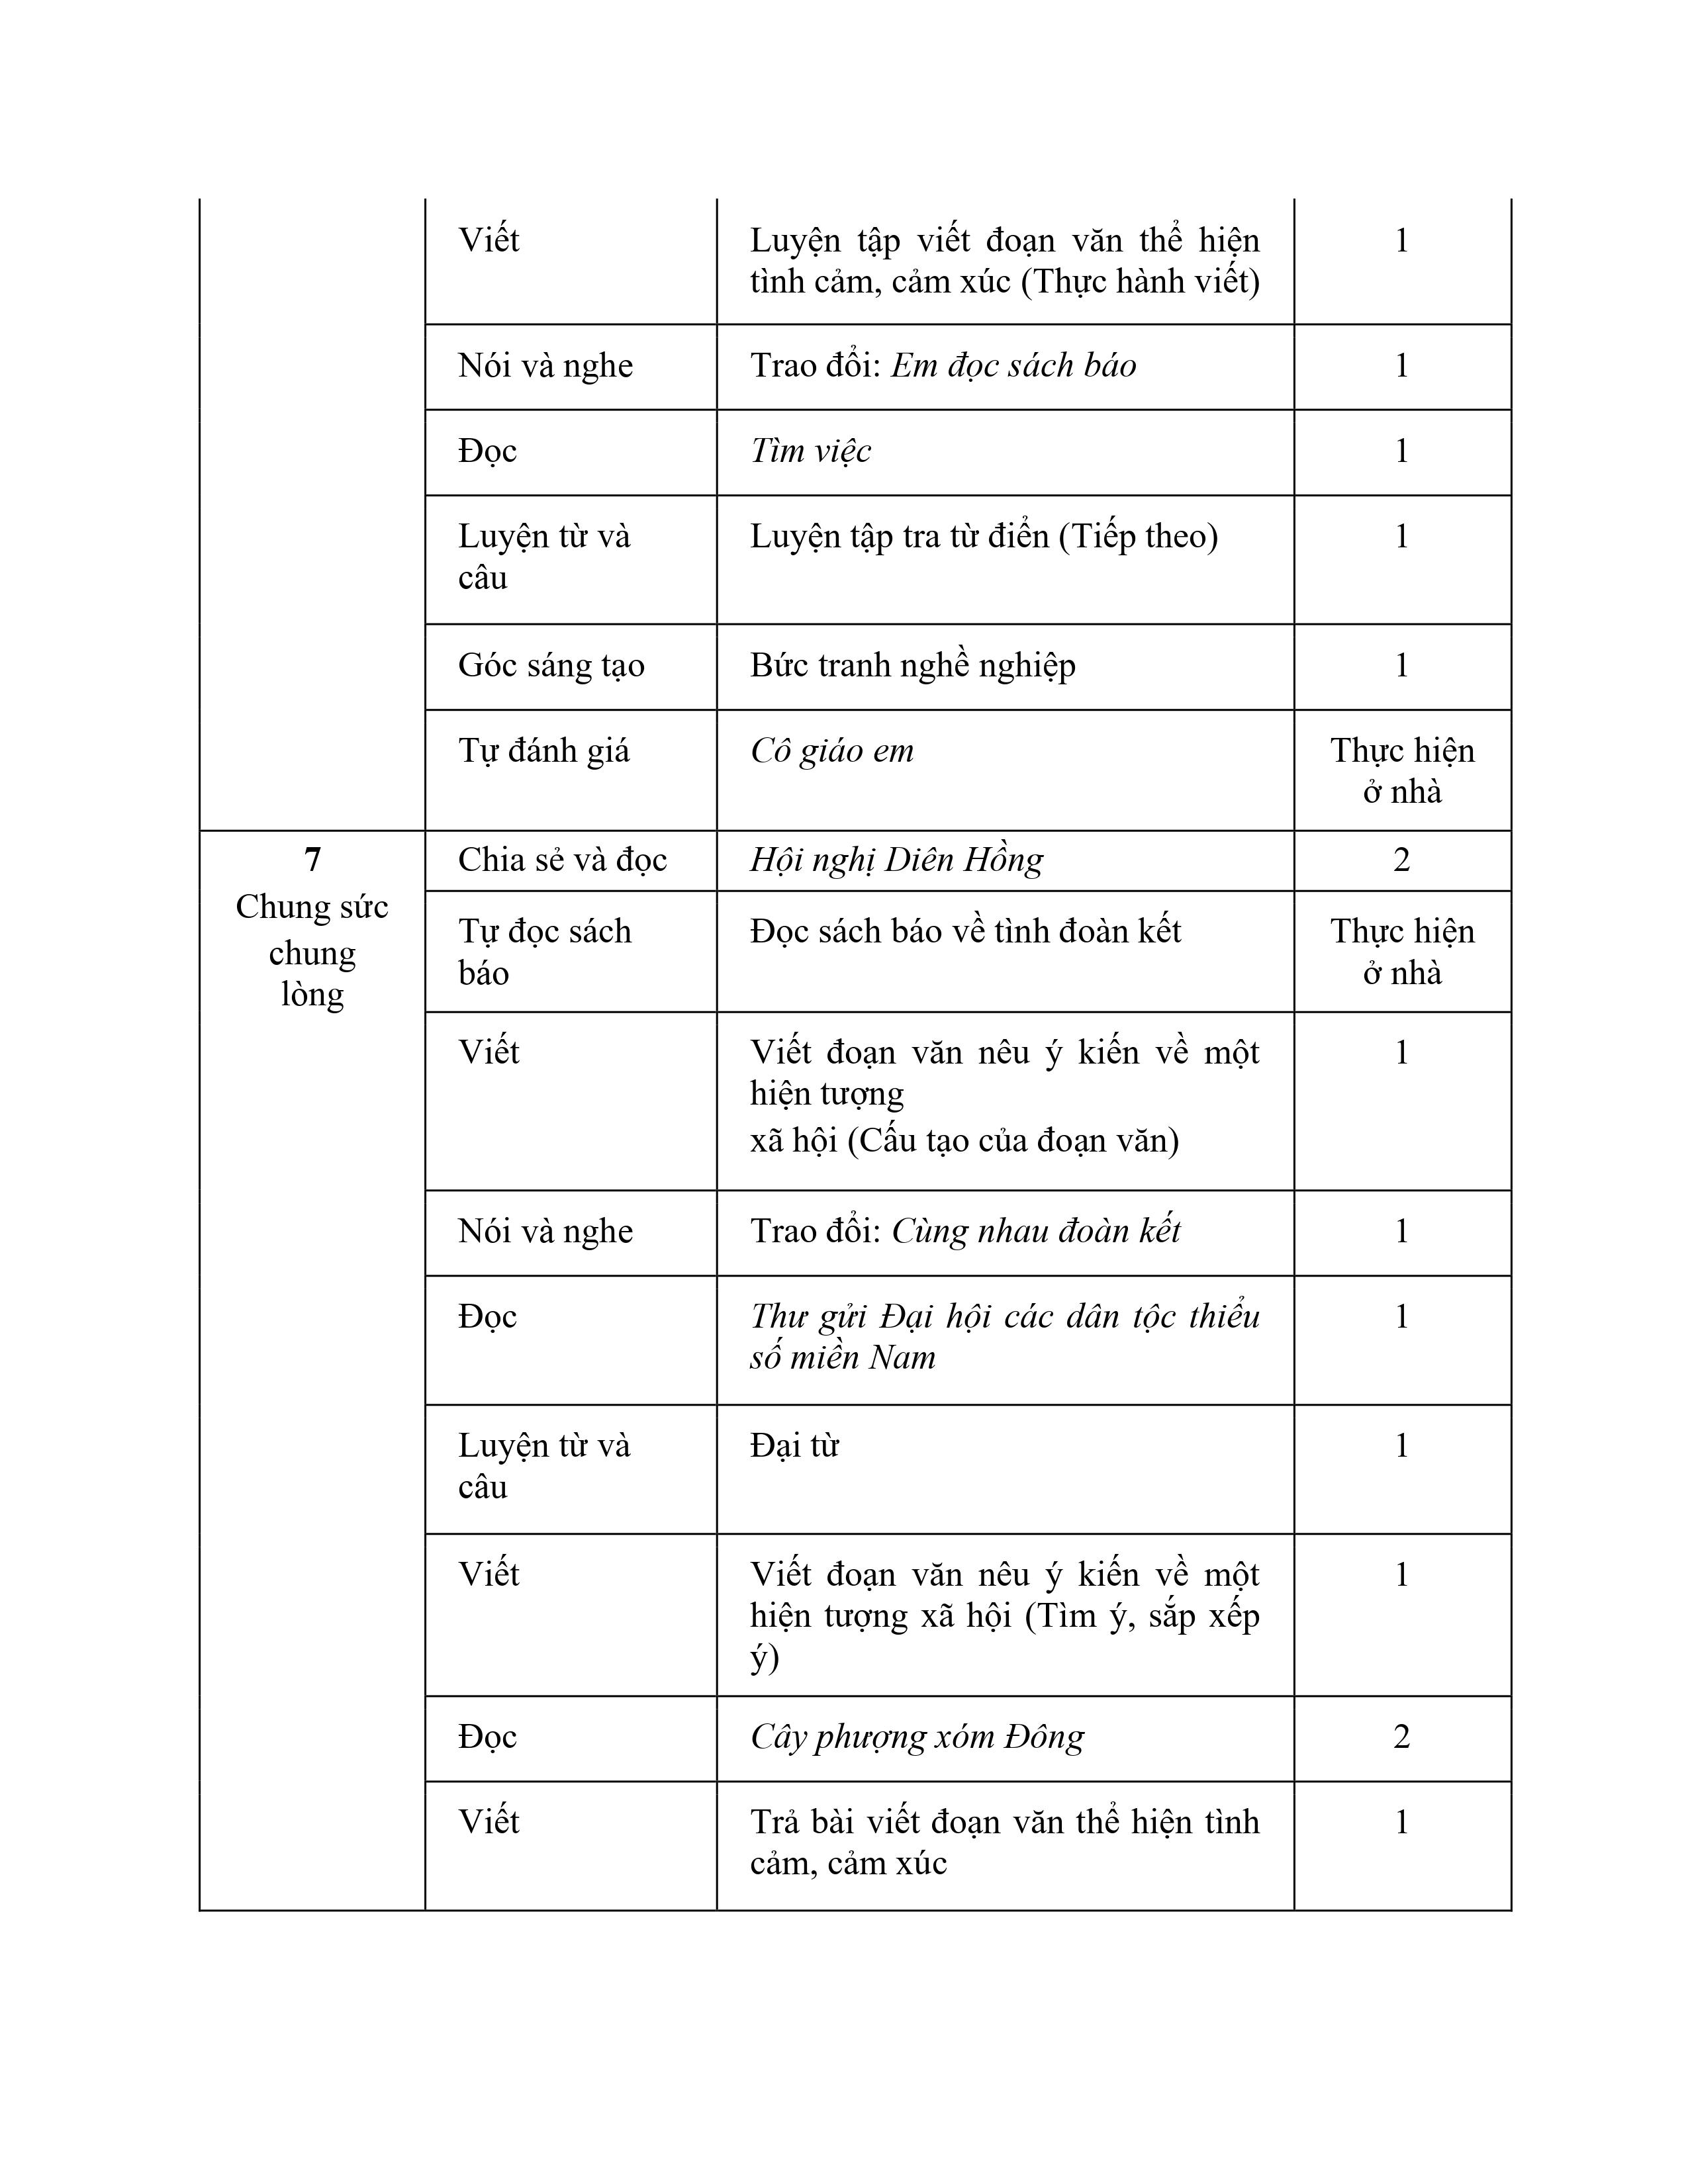 Viết
Luyện tập viết đoạn văn thể hiện
tình cảm, cảm xúc (Thực hành viết)
1
Nói và nghe
Trao đổi: Em đọc sách báo
1
Đọc
Tìm việc
1
Luyện từ và
câu
Luyện tập tra từ điển (Tiếp theo)
1
Góc sáng tạo
Bức tranh nghề nghiệp
1
Tự đánh giá
Cô giáo em
Thực hiện
ở nhà
7
Chung sức
chung
lòng
Chia sẻ và đọc
Hội nghị Diên Hồng
2
Tự đọc sách
báo
Đọc sách báo về tình đoàn kết
Thực hiện
ở nhà
Viết
Viết đoạn văn nêu ý kiến về một
hiện tượng
xã hội (Cấu tạo của đoạn văn)
1
Nói và nghe
Trao đổi: Cùng nhau đoàn kết
1
Đọc
Thư gửi Đại hội các dân tộc thiểu
số miền Nam
1
Luyện từ và
câu
Đại từ
1
Viết
Viết đoạn văn nêu ý kiến về một
hiện tượng xã hội (Tìm ý, sắp xếp
ý)
1
Đọc
Cây phượng xóm Đông
2
Viết
Trả bài viết đoạn văn thể hiện tình
cảm, cảm xúc
1